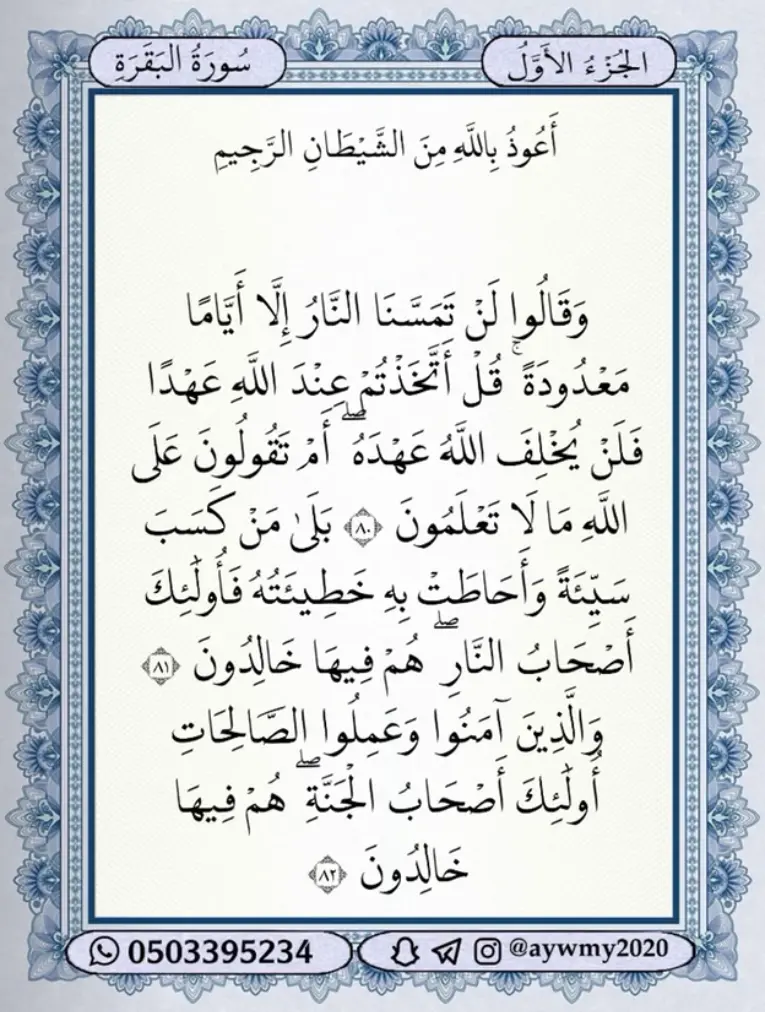 الجُزْءُ الأَوَّلُ
سُورَةُ البَقَرَةِ
أَعُوذُ بِاللَّهِ مِنَ الشَّيْطَانِ الرَّجِيمِ
وَقَالُوا لَنْ تَمَسَّنَا النَّارُ إِلَّا أَيَّامًا
مَعْدُودَةً ۚ قُلْ أَتَّخَذْتُمْ عِنْدَ اللَّهِ عَهْدًا
فَلَنْ يُخْلِفَ اللَّهُ عَهْدَهُ ۖ أَمْ تَقُولُونَ عَلَى
اللَّهِ مَا لَا تَعْلَمُونَ ٨٠ بَلَىٰ مَنْ كَسَبَ
سَيِّئَةً وَأَحَاطَتْ بِهِ خَطِيئَتُهُ فَأُولَٰئِكَ
أَصْحَابُ النَّارِ ۖ هُمْ فِيهَا خَالِدُونَ ٨١
وَالَّذِينَ آمَنُوا وَعَمِلُوا الصَّالِحَاتِ
أُولَٰئِكَ أَصْحَابُ الْجَنَّةِ ۖ هُمْ فِيهَا
خَالِدُونَ ٨٢
0503395234
@aywmy2020